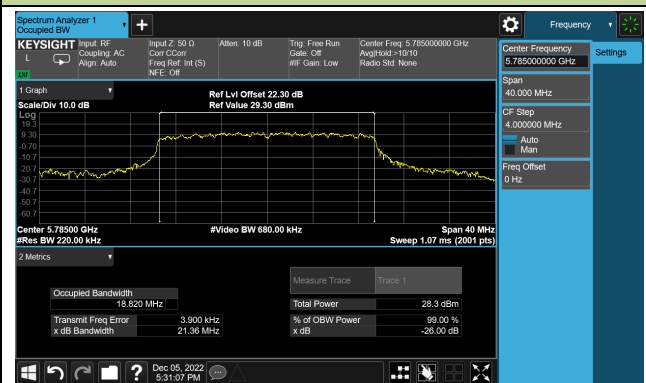 Spectrum Analyzer 1
Occupied BW
Frequency
KEYSIGHT
Input: RF
Coupling: AC
Align: Auto
Input Z: 50 Ω
Corr CCorr
Freq Ref: Int (S)
NFE: Off
Atten: 10 dB
Trig: Free Run
Gate: Off
#IF Gain: Low
Center Freq: 5.785000000 GHz
Avg|Hold:>10/10
Radio Std: None
L
LXI
Center Frequency
5.785000000 GHz
Settings
Span
40.000 MHz
CF Step
4.000000 MHz
Auto
Man
Freq Offset
0 Hz
1 Graph
Scale/Div 10.0 dB
Ref Lvl Offset 22.30 dB
Ref Value 29.30 dBm
Log
19.3
9.30
-0.70
-10.7
-20.7
-30.7
-40.7
-50.7
-60.7
Center 5.78500 GHz
#Res BW 220.00 kHz
#Video BW 680.00 kHz
Span 40 MHz
Sweep 1.07 ms (2001 pts)
2 Metrics
Measure Trace
Trace 1
Occupied Bandwidth
18.820 MHz
Total Power
28.3 dBm
Transmit Freq Error
3.900 kHz
% of OBW Power
99.00 %
x dB Bandwidth
21.36 MHz
x dB
-26.00 dB
Dec 05, 2022
5:31:07 PM